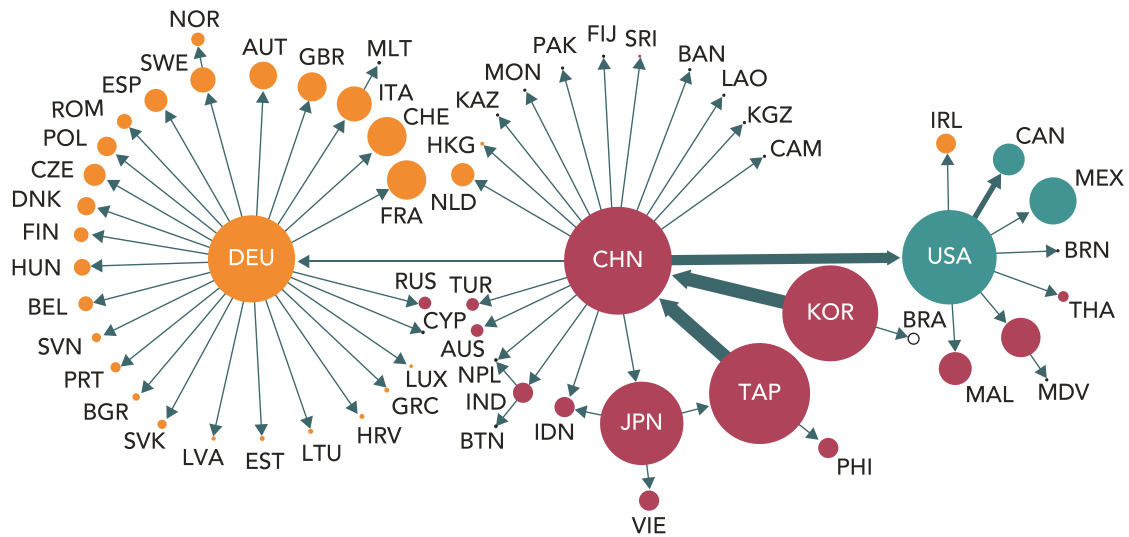 NOR
SWE
AUT
GBR
MLT
ITA
CHE
FRA
ESP
ROM
POL
CZE
DNK
FIN
HUN
BEL
SVN
PRT
BGR
SVK
LVA
EST
LTU
HRV
GRC
LUX
DEU
RUS
CYP
TUR
AUS
NPL
IND
BTN
IDN
NLD
HKG
KAZ
MON
PAK
FIJ
SRI
BAN
LAO
KGZ
CAM
CHN
JPN
VIE
TAP
PHI
KOR
BRA
USA
IRL
CAN
MEX
BRN
THA
MDV
MAL